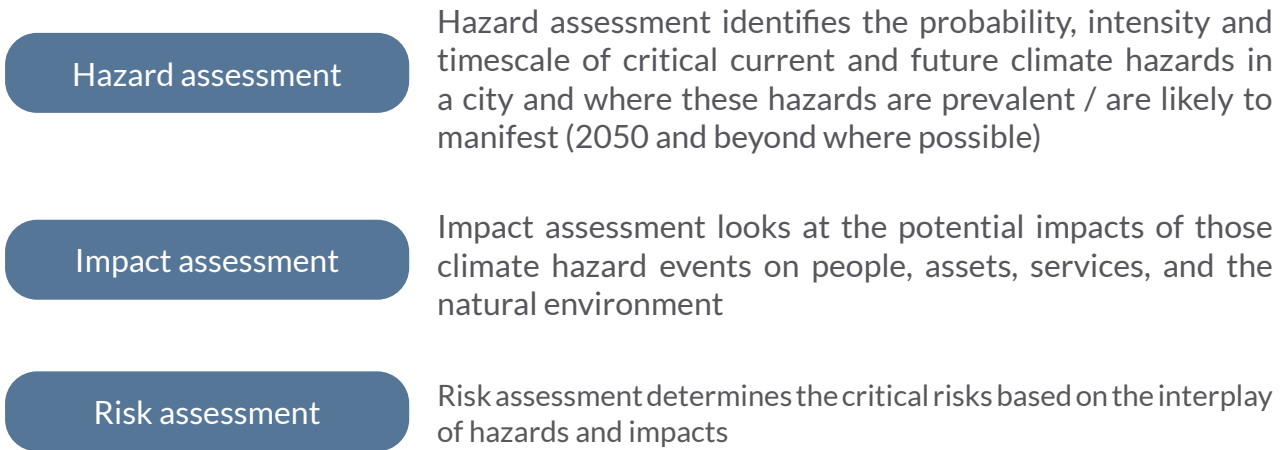 Hazard assessment
Hazard assessment identifies the probability, intensity and
timescale of critical current and future climate hazards in
a city and where these hazards are prevalent / are likely to
manifest (2050 and beyond where possible)
Impact assessment
Impact assessment looks at the potential impacts of those
climate hazard events on people, assets, services, and the
natural environment
Risk assessment
Risk assessment determines the critical risks based on the interplay
of hazards and impacts